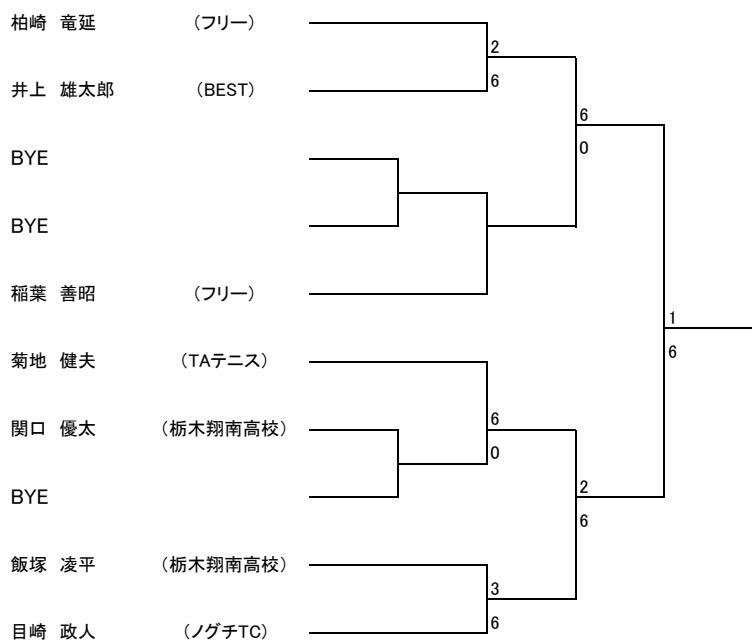 柏崎 竜延 (フリー)
2
井上 雄太郎 (BEST)
6
6
BYE
0
BYE
稲葉 善昭 (フリー)
1
菊地 健夫 (TAテニス)
6
関口 優太 (栃木翔南高校)
6
0
BYE
2
6
飯塚 凌平 (栃木翔南高校)
3
目崎 政人 (ノグチTC)
6